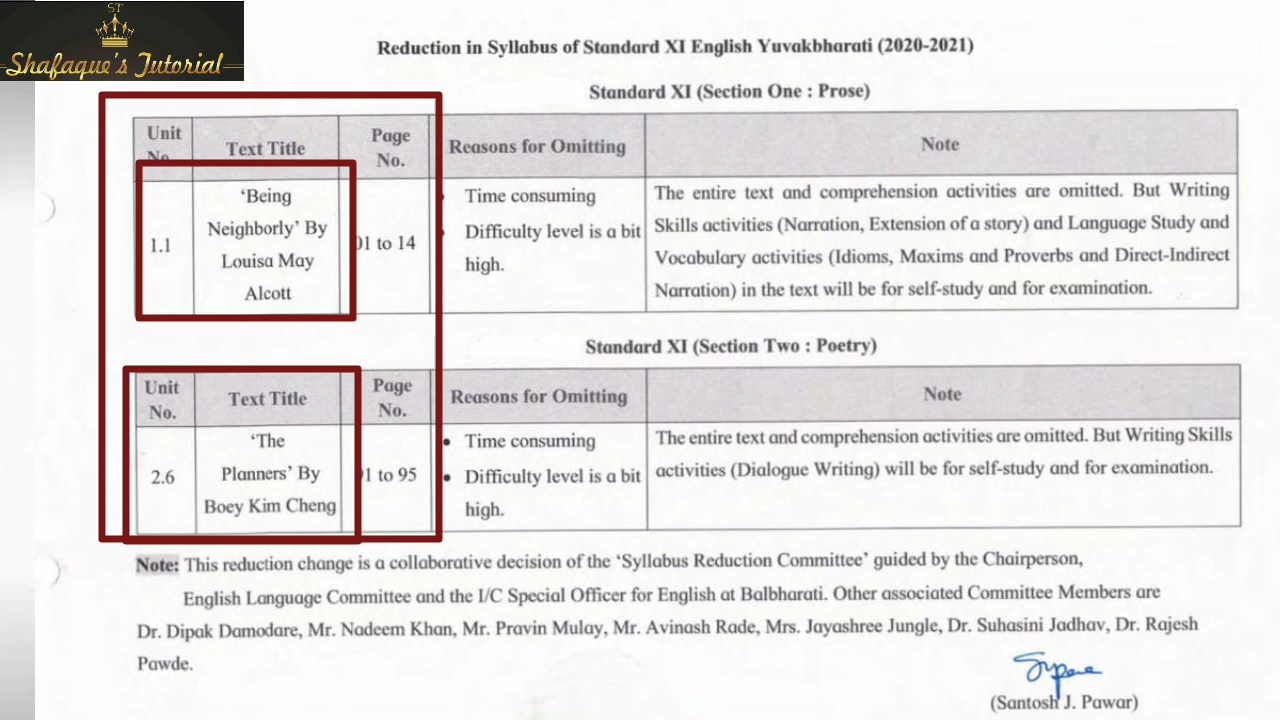 ST
Shafaque's Tutorial
Reduction in Syllabus of Standard XI English Yuvakbharati (2020-2021)
Standard XI (Section One : Prose)
Unit
No.
Text Title
Page
No.
Reasons for Omitting
Note
1.1
‘Being
Neighborly’ By
Louisa May
Alcott
01 to 14
Time consuming
Difficulty level is a bit
high.
The entire text and comprehension activities are omitted. But Writing
Skills activities (Narration, Extension of a story) and Language Study and
Vocabulary activities (Idioms, Maxims and Proverbs and Direct-Indirect
Narration) in the text will be for self-study and for examination.
Standard XI (Section Two : Poetry)
Unit
No.
Text Title
Page
No.
Reasons for Omitting
Note
2.6
‘The
Planners’ By
Boey Kim Cheng
1 to 95
• Time consuming
• Difficulty level is a bit
high.
The entire text and comprehension activities are omitted. But Writing Skills
activities (Dialogue Writing) will be for self-study and for examination.
Note: This reduction change is a collaborative decision of the ‘Syllabus Reduction Committee’ guided by the Chairperson,
English Language Committee and the I/C Special Officer for English at Balbharati. Other associated Committee Members are
Dr. Dipak Damodare, Mr. Nadeem Khan, Mr. Pravin Mulay, Mr. Avinash Rade, Mrs. Jayashree Jungle, Dr. Suhasini Jadhav, Dr. Rajesh
Pawde.
(Santosh J. Pawar)